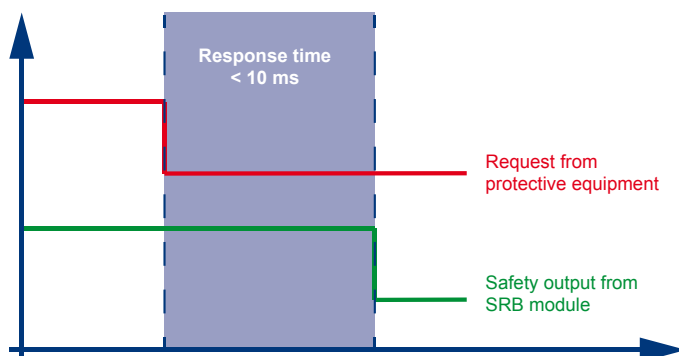 Response time
< 10 ms
Request from
protective equipment
Safety output from
SRB module